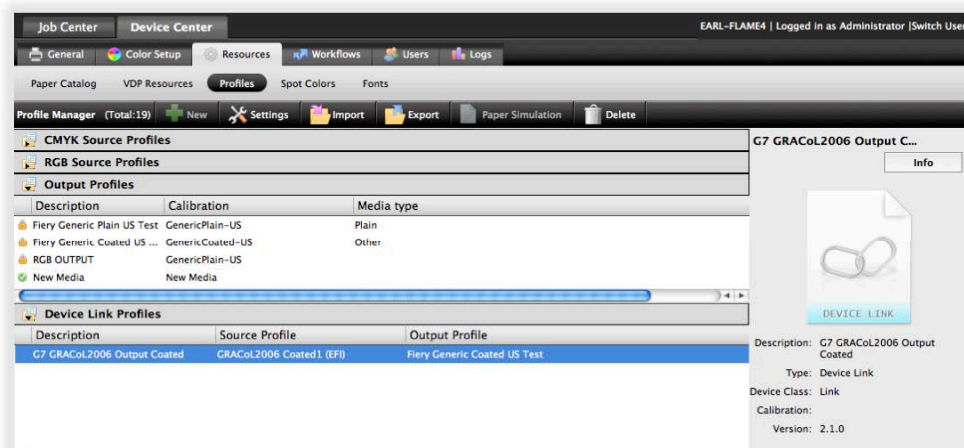 Job Center Device Center EARL-FLAME4 | Logged in as Administrator |Switch User
General Color Setup Resources Workflows Users Logs
Paper Catalog VDP Resources Profiles Spot Colors Fonts
Profile Manager (Total:19) New Settings Import Export Paper Simulation Delete
CMYK Source Profiles
RGB Source Profiles
Output Profiles
Description Calibration Media type
Fiery Generic Plain US Test GenericPlain-US Plain
Fiery Generic Coated US ... GenericCoated-US Other
RGB OUTPUT GenericPlain-US
New Media New Media
Device Link Profiles
Description Source Profile Output Profile
G7 GRACoL2006 Output Coated GRACoL2006 Coated1 (EFI) Fiery Generic Coated US Test
G7 GRACoL2006 Output C...
Info
DEVICE LINK
Description: G7 GRACoL2006 Output
Coated
Type: Device Link
Device Class: Link
Calibration:
Version: 2.1.0